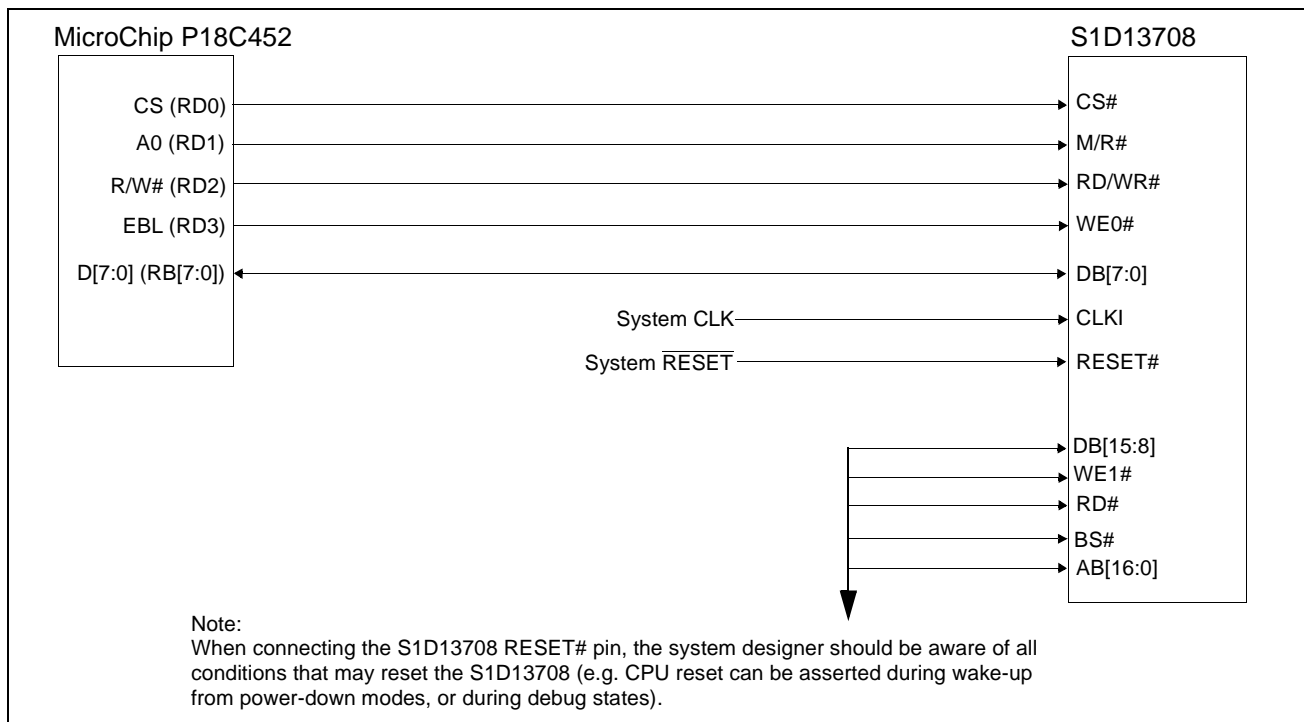 MicroChip P18C452
S1D13708
CS (RD0)
CS#
A0 (RD1)
M/R#
R/W# (RD2)
RD/WR#
EBL (RD3)
WE0#
D[7:0] (RB[7:0])
DB[7:0]
System CLK
CLKI
System RESET
RESET#
DB[15:8]
WE1#
RD#
BS#
AB[16:0]
Note:
When connecting the S1D13708 RESET# pin, the system designer should be aware of all
conditions that may reset the S1D13708 (e.g. CPU reset can be asserted during wake-up
from power-down modes, or during debug states).